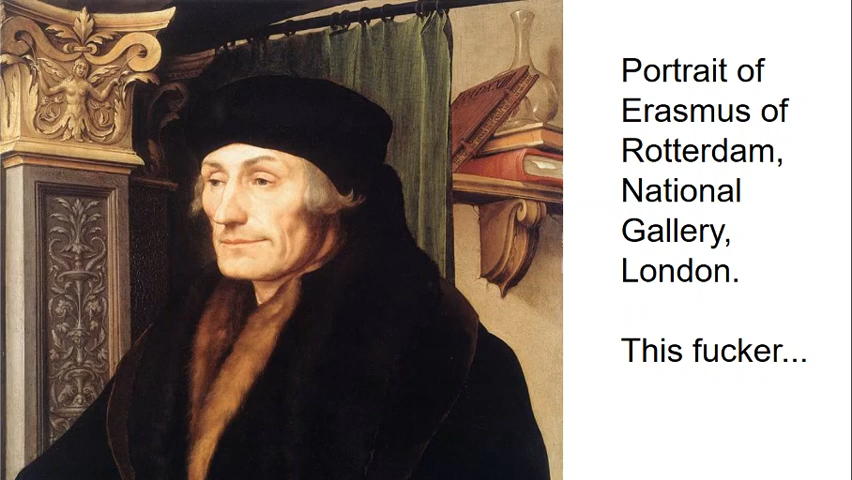 Portrait of
Erasmus of
Rotterdam,
National
Gallery,
London.
This fucker...